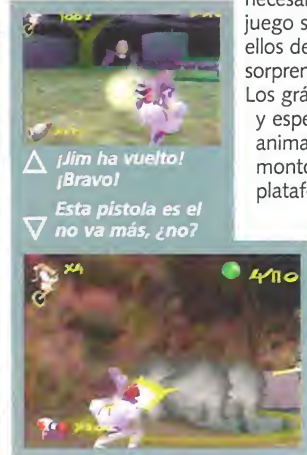 ¡Jim ha vuelto!
¡Bravo!
Esta pistola es el
no va más, ¿no?
X4
4/10
necesar
juego s
ellos de
sorpren
Los grá
y espe
anima
monto
platafo